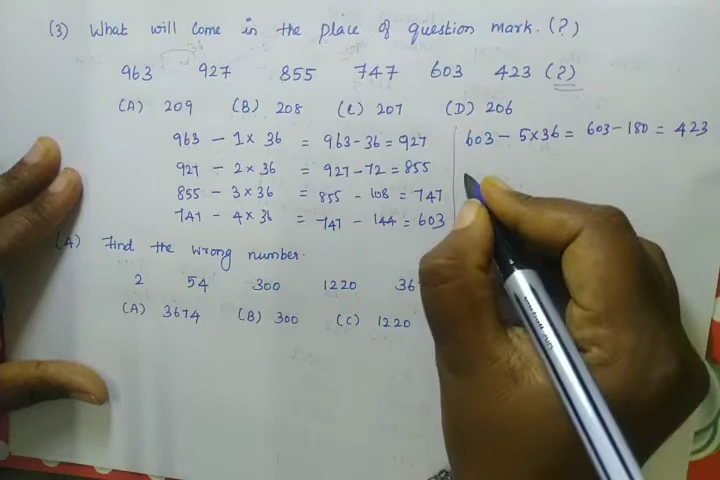 (3) What will come in the place of question mark. (?)
36
963 927 855 747 603 423 (?)
(A) 209 (B) 208 (C) 207 (D) 206
963 - 1 × 36 = 963 - 36 = 927
927 - 2 × 36 = 927 - 72 = 855
855 - 3 × 36 = 855 - 108 = 747
747 - 4 × 36 = 747 - 144 = 603
603 - 5 × 36 = 603 - 180 = 423
(A) Find the wrong number.
2 54 300 1220 36
(A) 3674 (B) 300 (C) 1220